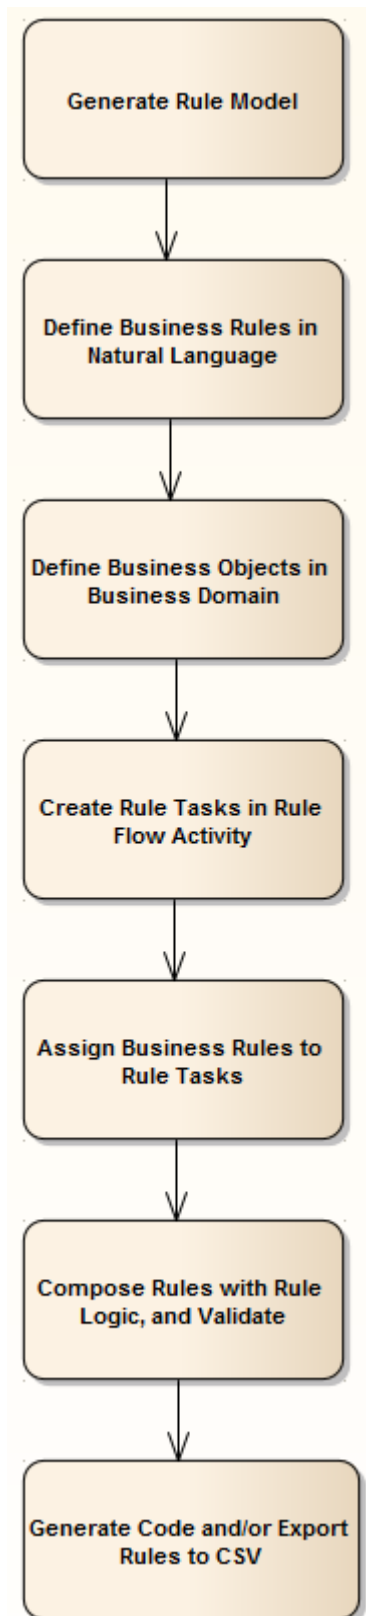 Generate Rule Model
Define Business Rules in
Natural Language
Define Business Objects in
Business Domain
Create Rule Tasks in Rule
Flow Activity
Assign Business Rules to
Rule Tasks
Compose Rules with Rule
Logic, and Validate
Generate Code and/or Export
Rules to CSV